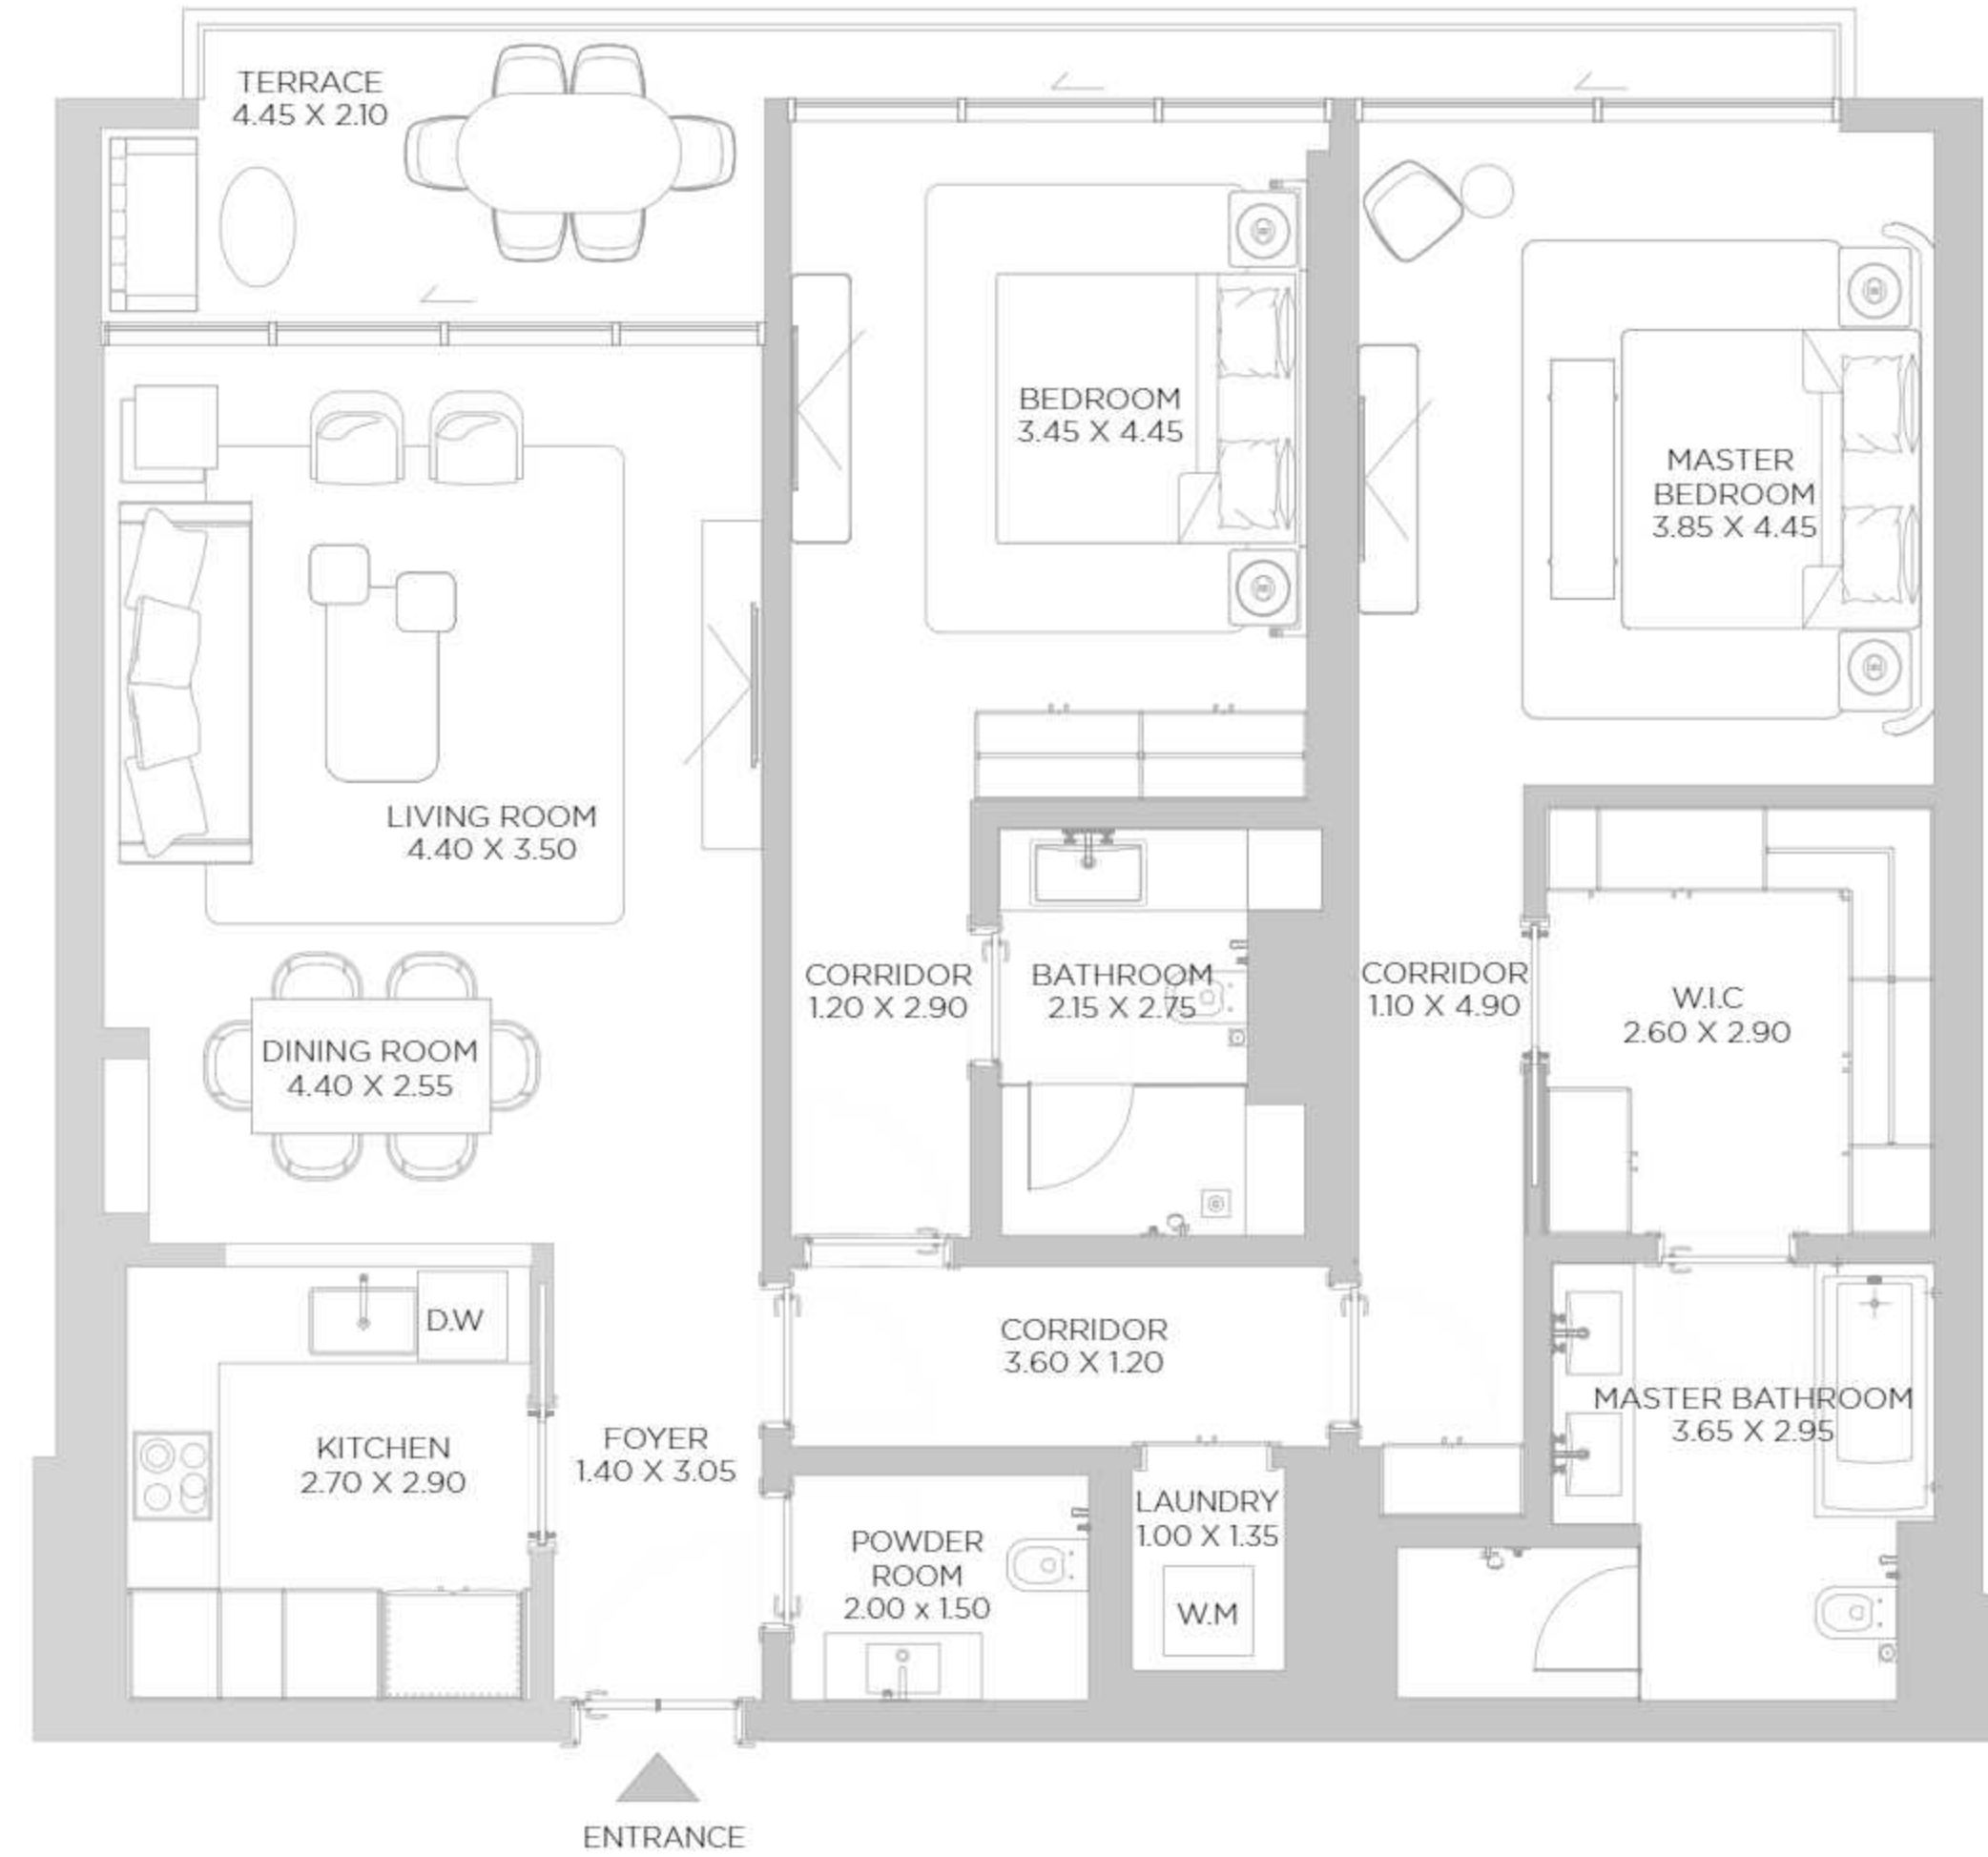 TERRACE
4.45 X 2.10
BEDROOM
3.45 X 4.45
MASTER
BEDROOM
3.85 X 4.45
LIVING ROOM
4.40 X 3.50
CORRIDOR
1.20 X 2.90
BATHROOM
2.15 X 2.75
CORRIDOR
1.10 X 4.90
W.I.C
2.60 X 2.90
DINING ROOM
4.40 X 2.55
D.W
CORRIDOR
3.60 X 1.20
MASTER BATHROOM
3.65 X 2.95
KITCHEN
2.70 X 2.90
FOYER
1.40 X 3.05
POWDER
ROOM
2.00 x 1.50
LAUNDRY
1.00 X 1.35
W.M
ENTRANCE